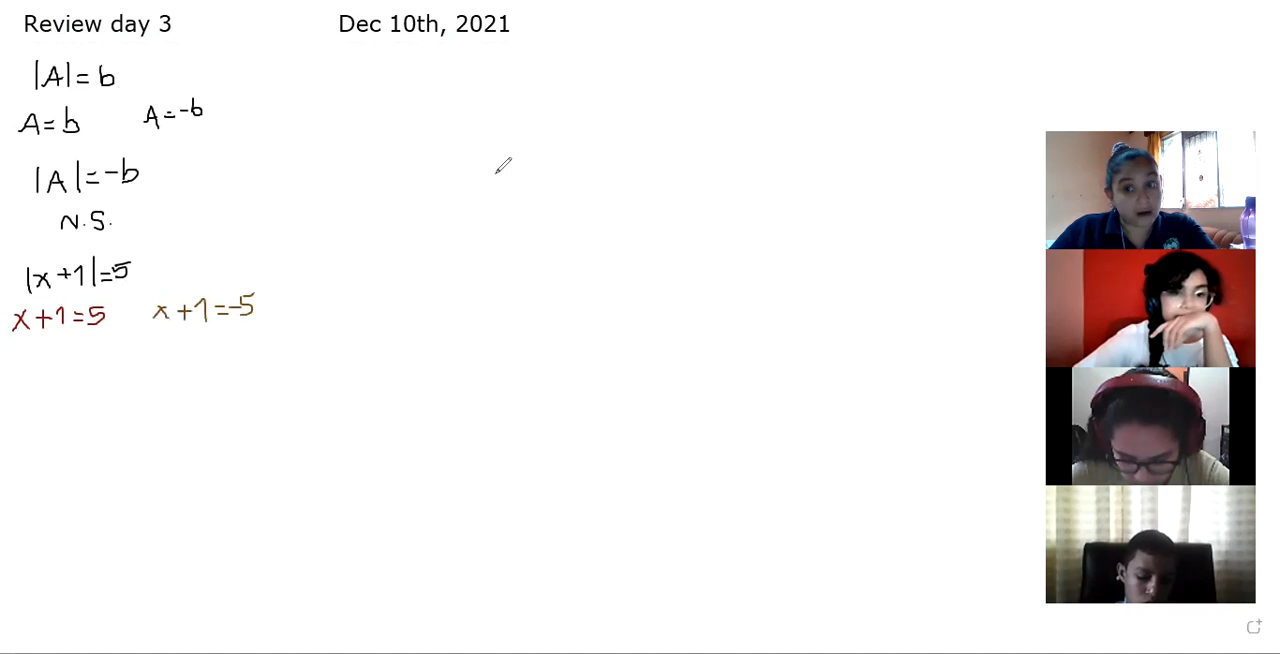 Review day 3 Dec 10th, 2021
|A|= b
A= b A= -b
|A|= -b
N.S.
|x+1|=5
x+1=5 x+1=-5